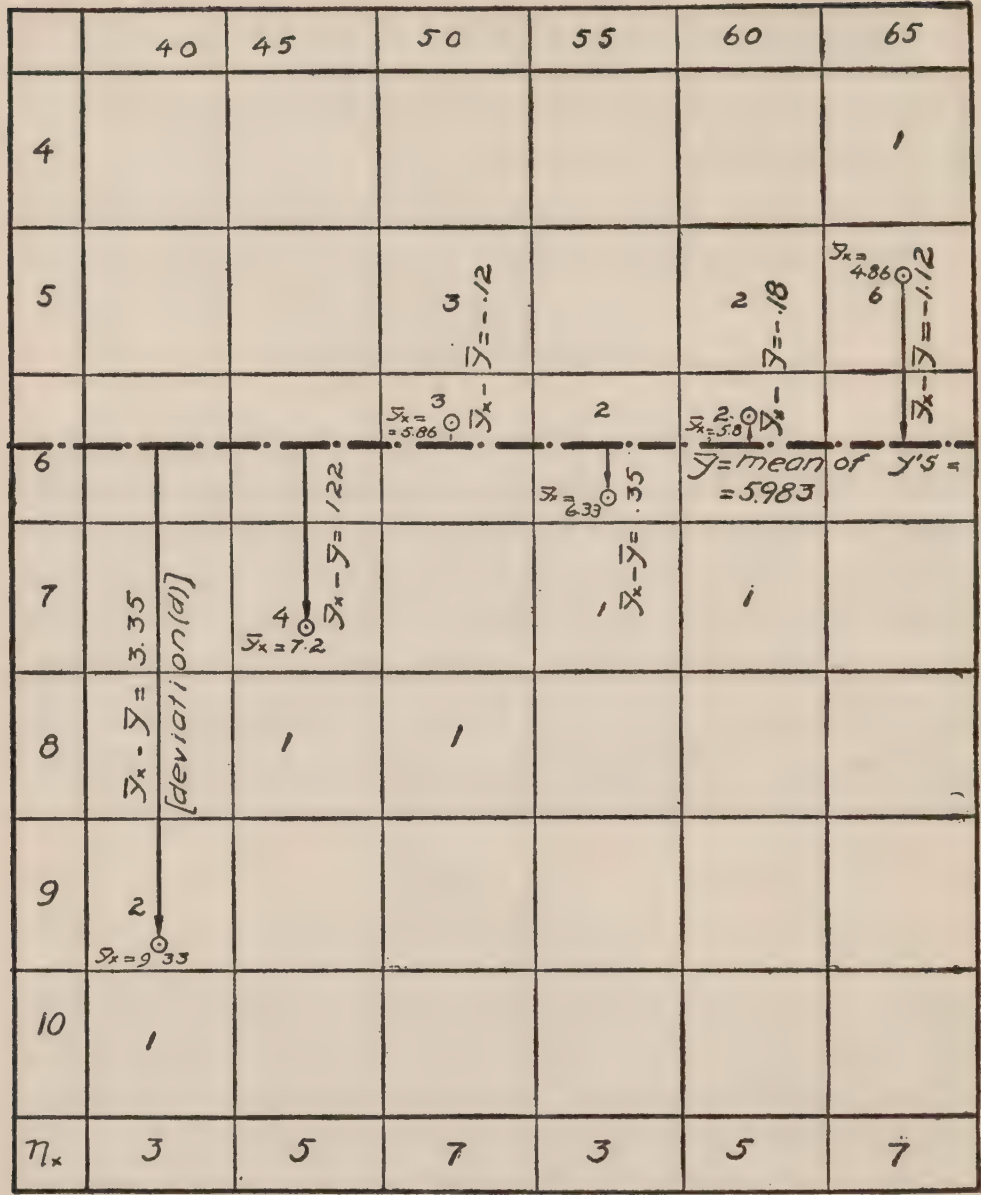 40 45 50 55 60 65
4 1
5 3 2 ȳx = 4.86 6
ȳx - ȳ = -.12
ȳx - ȳ = -.18
ȳx - ȳ = -1.12
3 ȳx = = 5.86
2
2 ȳx = 5.8
6
ȳ = mean of y's =
= 5.983
ȳx = 6.33
ȳx - ȳ = .35
ȳx - ȳ = 1.22
ȳx - ȳ = 3.35
[deviation(d)]
7 4 1 1
ȳx = 7.2
8 1 1
9 2
ȳx = 9 33
10 1
ηx 3 5 7 3 5 7